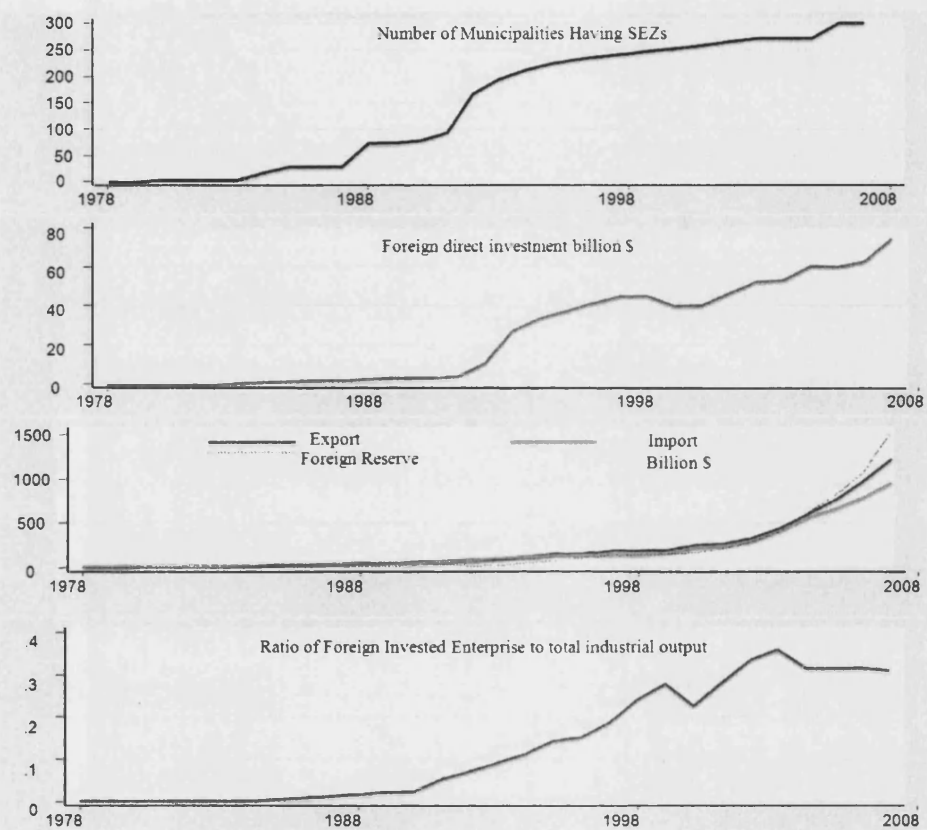 300
Number of Municipalities Having SEZs
250
200
150
100
50
0
1978 1988 1998 2008
80
Foreign direct investment billion $
60
40
20
0
1978 1988 1998 2008
1500
Export Import
Foreign Reserve Billion $
1000
500
0
1978 1988 1998 2008
.4
Ratio of Foreign Invested Enterprise to total industrial output
.3
.2
.1
0
1978 1988 1998 2008